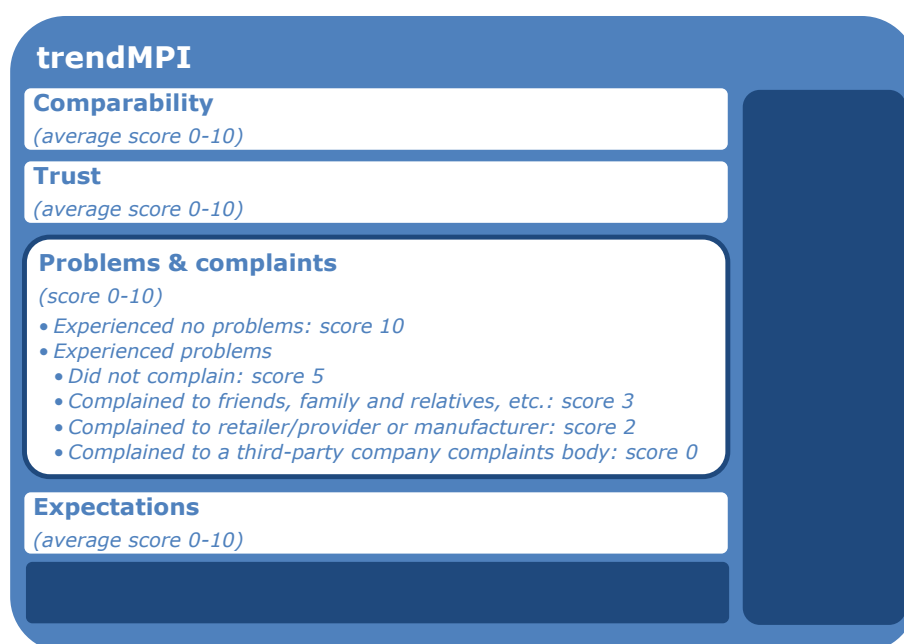 trendMPI
Comparability
(average score 0-10)
Trust
(average score 0-10)
Problems & complaints
(score 0-10)
• Experienced no problems: score 10
• Experienced problems
• Did not complain: score 5
• Complained to friends, family and relatives, etc.: score 3
• Complained to retailer/provider or manufacturer: score 2
• Complained to a third-party company complaints body: score 0
Expectations
(average score 0-10)